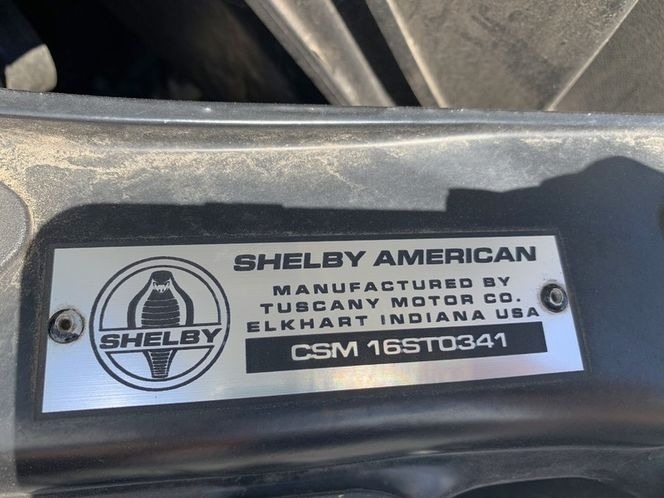 SHELBY
SHELBY AMERICAN
MANUFACTURED BY
TUSCANY MOTOR CO.
ELKHART INDIANA USA
CSM 16ST0341